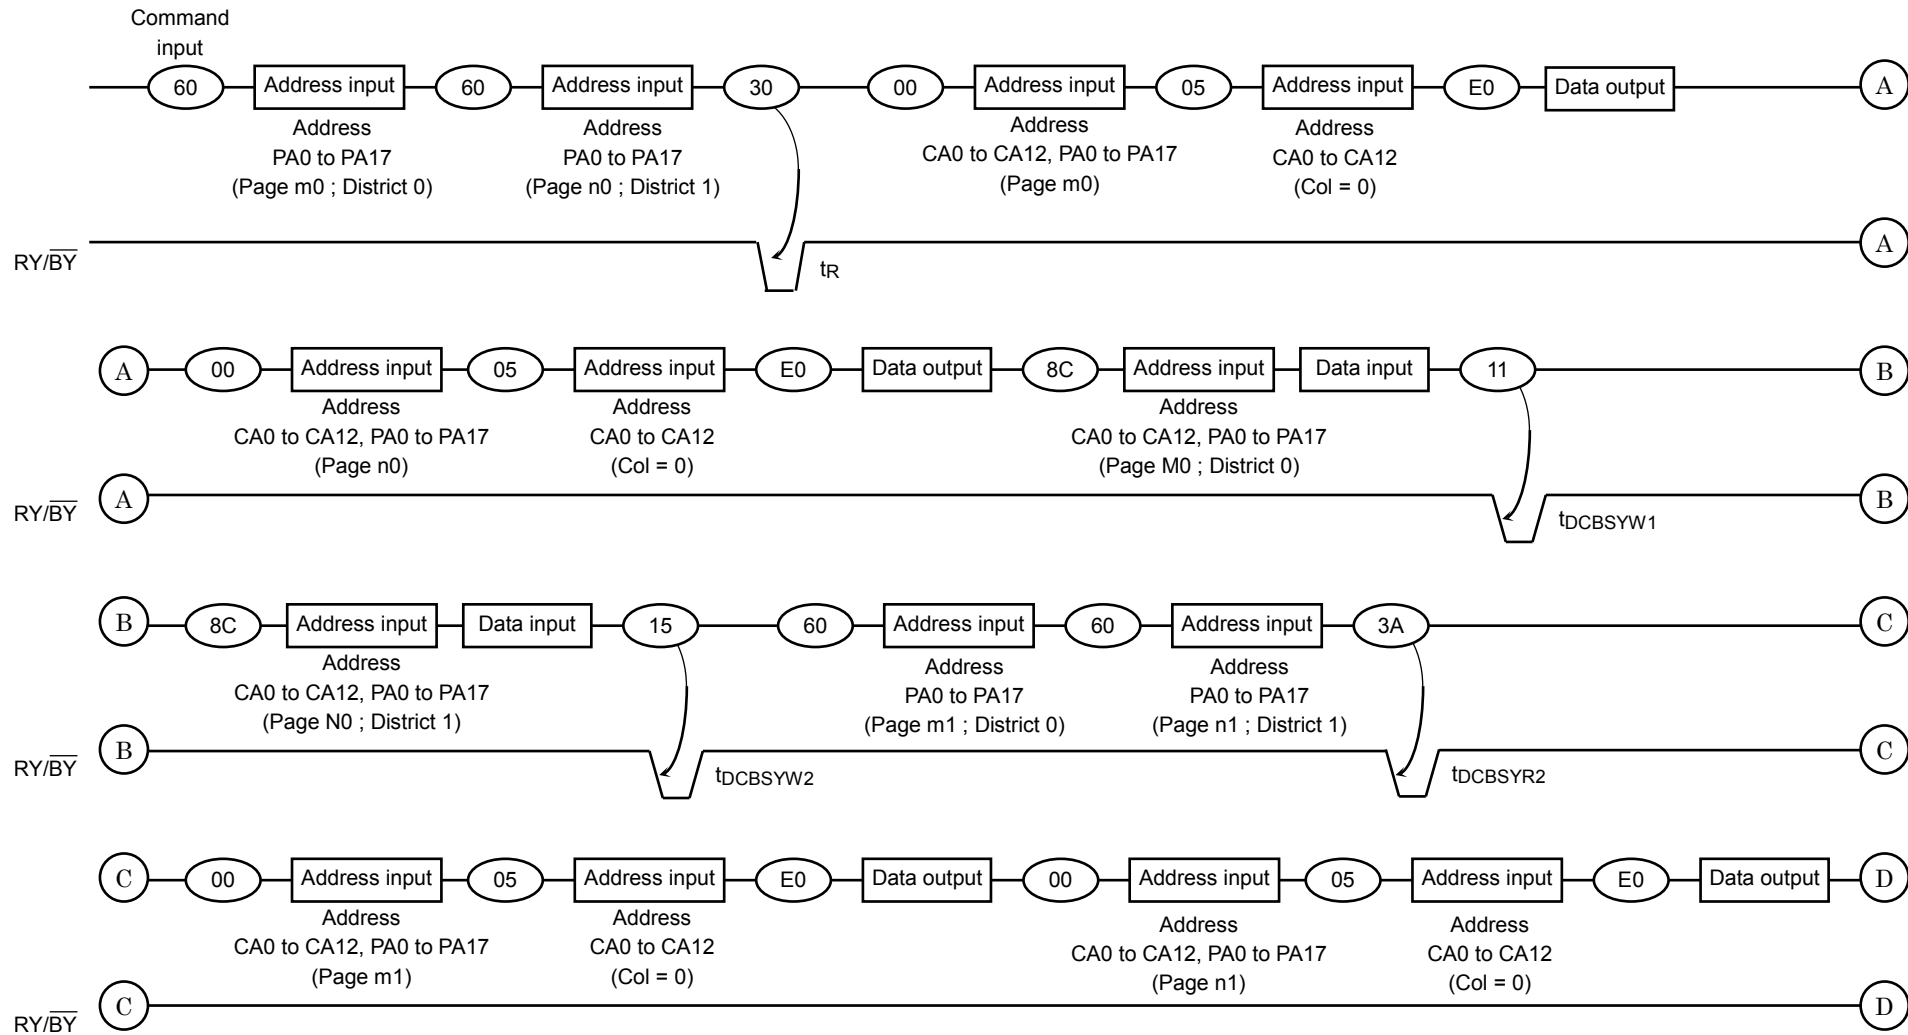 Command
input
60 Address input 60 Address input 30 00 Address input 05 Address input E0 Data output A
Address
PA0 to PA17
(Page m0 ; District 0)
Address
PA0 to PA17
(Page n0 ; District 1)
Address
CA0 to CA12, PA0 to PA17
(Page m0)
Address
CA0 to CA12
(Col = 0)
RY/BY tR A
A 00 Address input 05 Address input E0 Data output 8C Address input Data input 11 B
Address
CA0 to CA12, PA0 to PA17
(Page n0)
Address
CA0 to CA12
(Col = 0)
Address
CA0 to CA12, PA0 to PA17
(Page M0 ; District 0)
RY/BY A tDCBSYW1 B
B 8C Address input Data input 15 60 Address input 60 Address input 3A C
Address
CA0 to CA12, PA0 to PA17
(Page N0 ; District 1)
Address
PA0 to PA17
(Page m1 ; District 0)
Address
PA0 to PA17
(Page n1 ; District 1)
RY/BY B tDCBSYW2 tDCBSYR2 C
C 00 Address input 05 Address input E0 Data output 00 Address input 05 Address input E0 Data output D
Address
CA0 to CA12, PA0 to PA17
(Page m1)
Address
CA0 to CA12
(Col = 0)
Address
CA0 to CA12, PA0 to PA17
(Page n1)
Address
CA0 to CA12
(Col = 0)
RY/BY C D